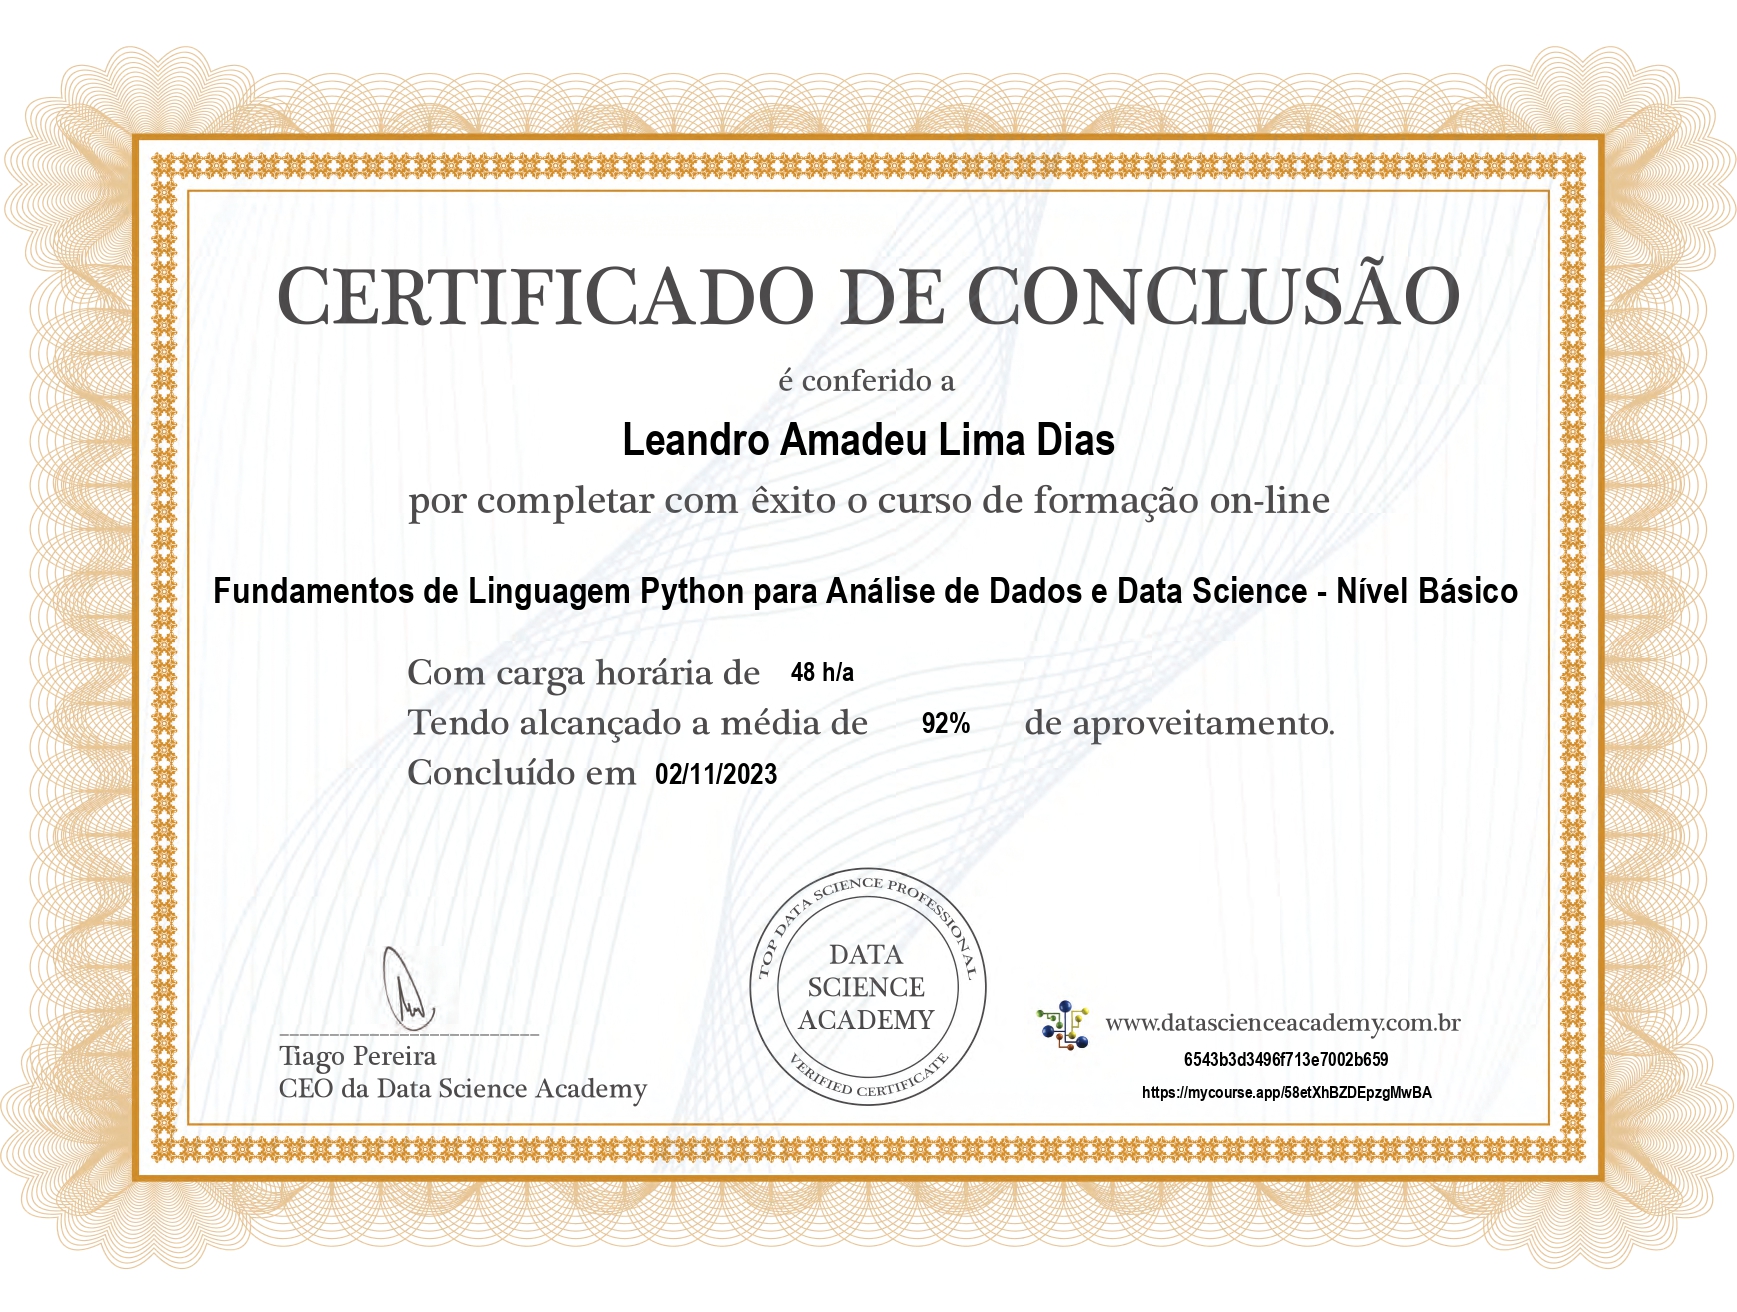 CERTIFICADO DE CONCLUSÃO
é conferido a
Leandro Amadeu Lima Dias
por completar com êxito o curso de formação on-line
Fundamentos de Linguagem Python para Análise de Dados e Data Science - Nível Básico
Com carga horária de 48 h/a
Tendo alcançado a média de 92% de aproveitamento.
Concluído em 02/11/2023
TOP DATA SCIENCE PROFESSIONAL
DATA
SCIENCE
ACADEMY
VERIFIED CERTIFICATE
Tiago Pereira
CEO da Data Science Academy
www.datascienceacademy.com.br
6543b3d3496f713e7002b659
https://mycourse.app/58etXhBZDEpzgMwBA